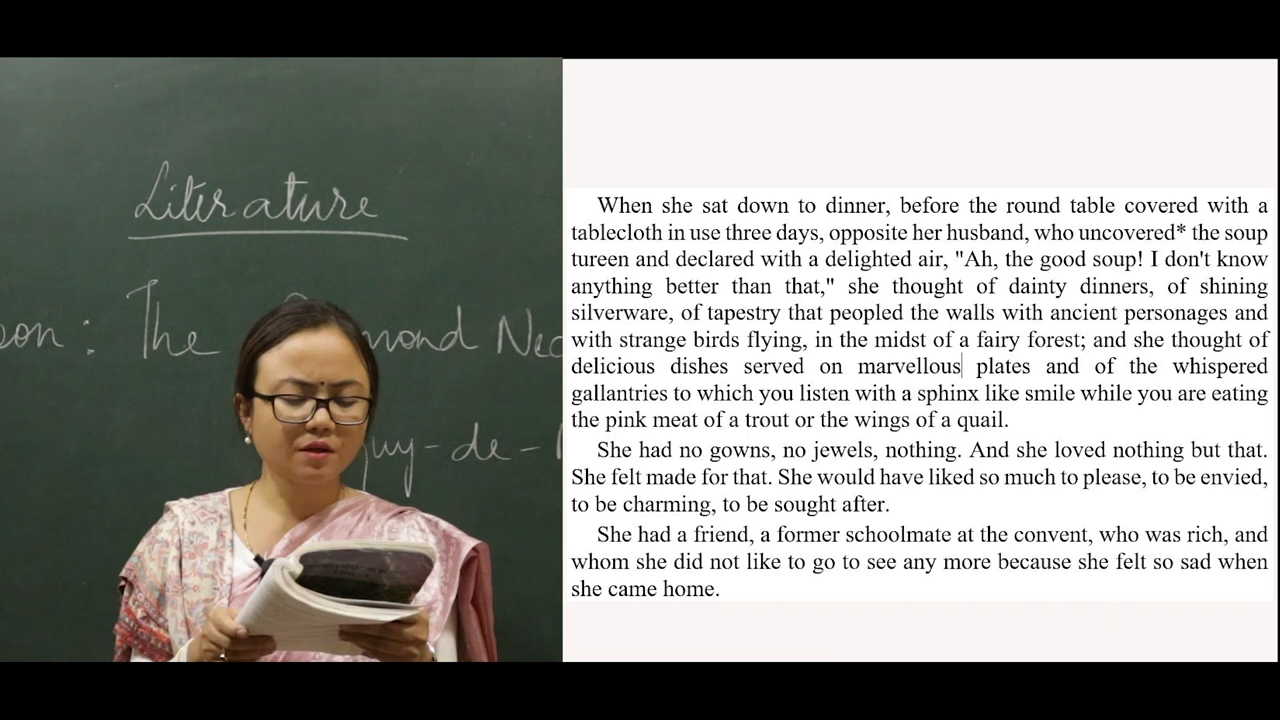 Literature
son: The mond Nec
Guy-de-
When she sat down to dinner, before the round table covered with a
tablecloth in use three days, opposite her husband, who uncovered* the soup
tureen and declared with a delighted air, "Ah, the good soup! I don't know
anything better than that," she thought of dainty dinners, of shining
silverware, of tapestry that peopled the walls with ancient personages and
with strange birds flying, in the midst of a fairy forest; and she thought of
delicious dishes served on marvellous plates and of the whispered
gallantries to which you listen with a sphinx like smile while you are eating
the pink meat of a trout or the wings of a quail.
She had no gowns, no jewels, nothing. And she loved nothing but that.
She felt made for that. She would have liked so much to please, to be envied,
to be charming, to be sought after.
She had a friend, a former schoolmate at the convent, who was rich, and
whom she did not like to go to see any more because she felt so sad when
she came home.